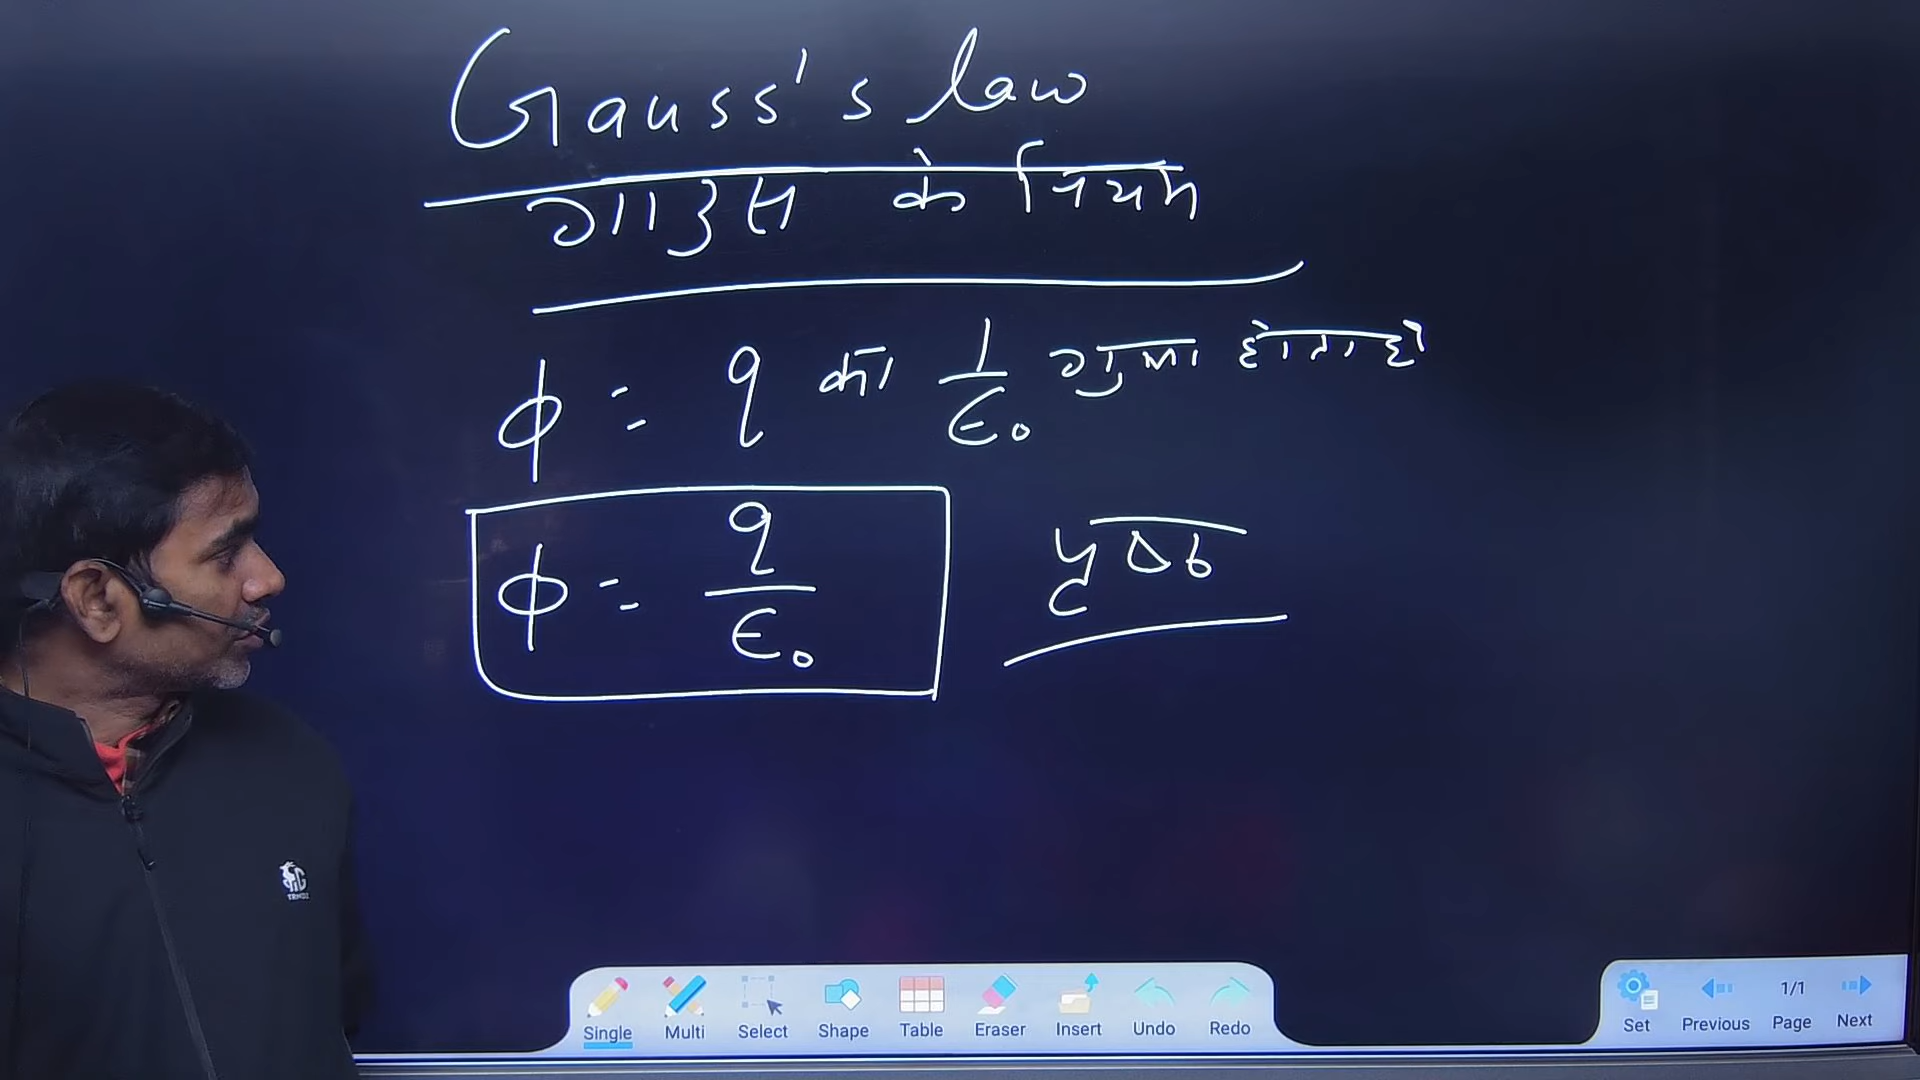 Gauss's law
गाउस के नियम
ϕ = q का 1/ϵ₀ गुना होता है
ϕ = q/ϵ₀
पृष्ठ
Single Multi Select Shape Table Eraser Insert Undo Redo
Set Previous 1/1 Page Next